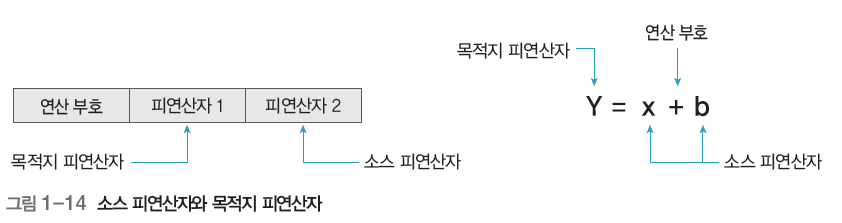 연산 부호
목적지 피연산자
Y = x + b
연산 부호 피연산자 1 피연산자 2
목적지 피연산자 소스 피연산자 소스 피연산자
그림 1-14 소스 피연산자와 목적지 피연산자